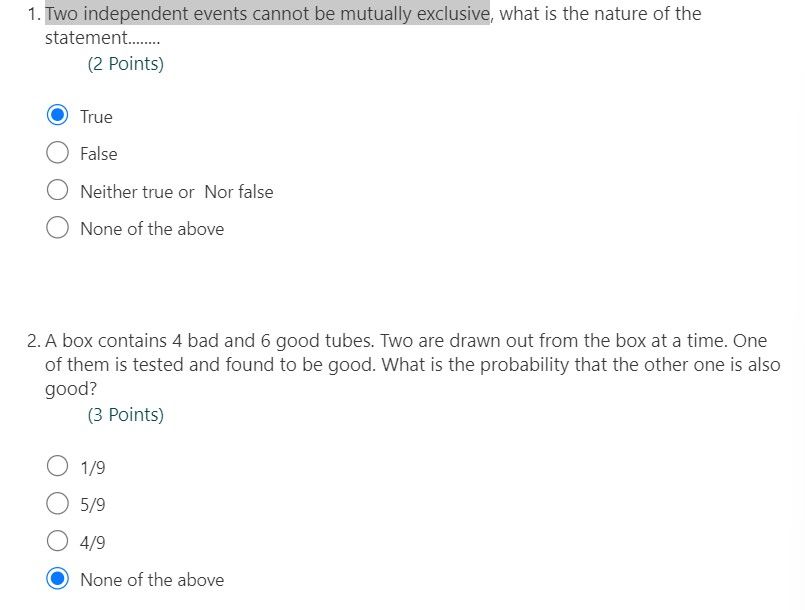 1. Two independent events cannot be mutually exclusive, what is the nature of the
statement........
(2 Points)
True
False
Neither true or Nor false
None of the above
2. A box contains 4 bad and 6 good tubes. Two are drawn out from the box at a time. One
of them is tested and found to be good. What is the probability that the other one is also
good?
(3 Points)
1/9
5/9
4/9
None of the above